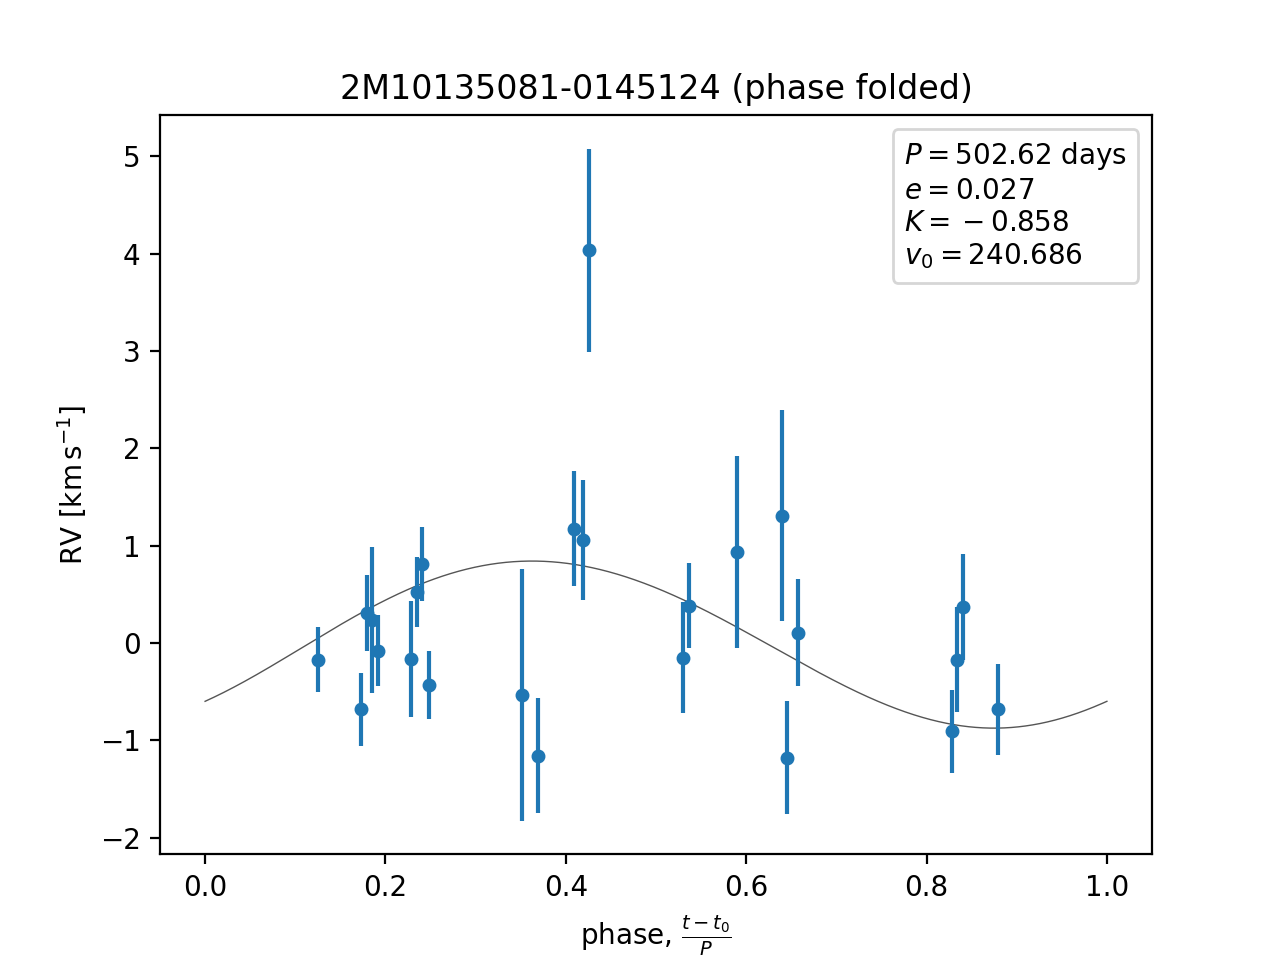 2M10135081-0145124 (phase folded)
P = 502.62 days
e = 0.027
K = −0.858
v₀ = 240.686
RV [km s⁻¹]
5
4
3
2
1
0
−1
−2
0.0 0.2 0.4 0.6 0.8 1.0
phase, (t − t₀)/P